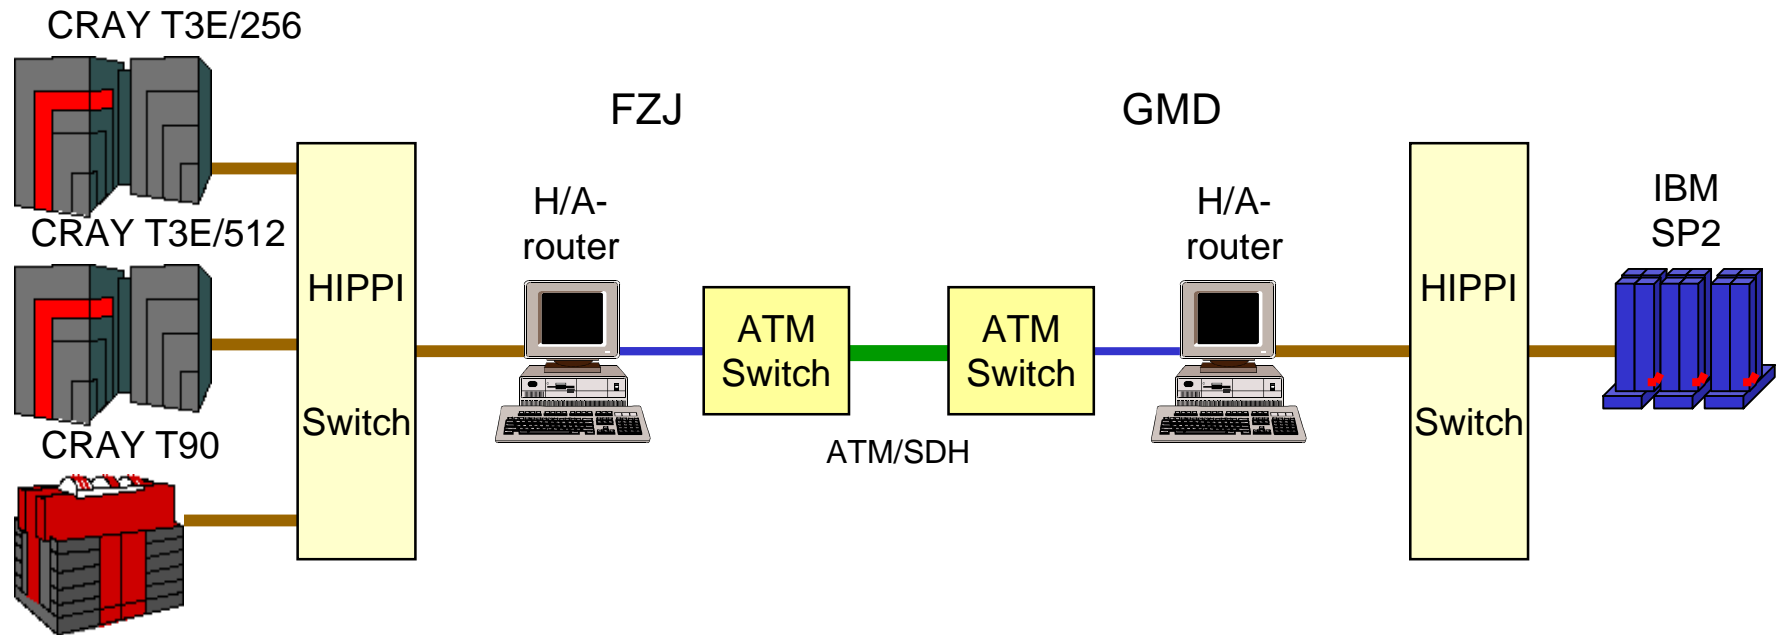 CRAY T3E/256
CRAY T3E/512
CRAY T90
HIPPI
Switch
FZJ
H/A-
router
ATM
Switch
ATM/SDH
ATM
Switch
GMD
H/A-
router
HIPPI
Switch
IBM
SP2